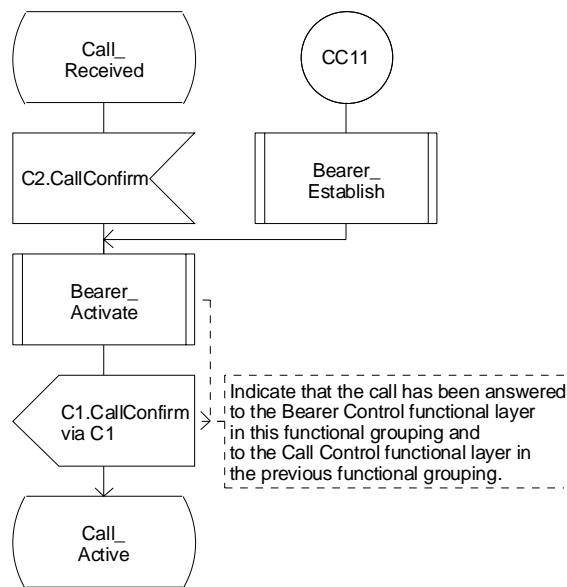 Call_
Received
CC11
C2.CallConfirm
Bearer_
Establish
Bearer_
Activate
C1.CallConfirm
via C1
Indicate that the call has been answered
to the Bearer Control functional layer
in this functional grouping and
to the Call Control functional layer in
the previous functional grouping.
Call_
Active